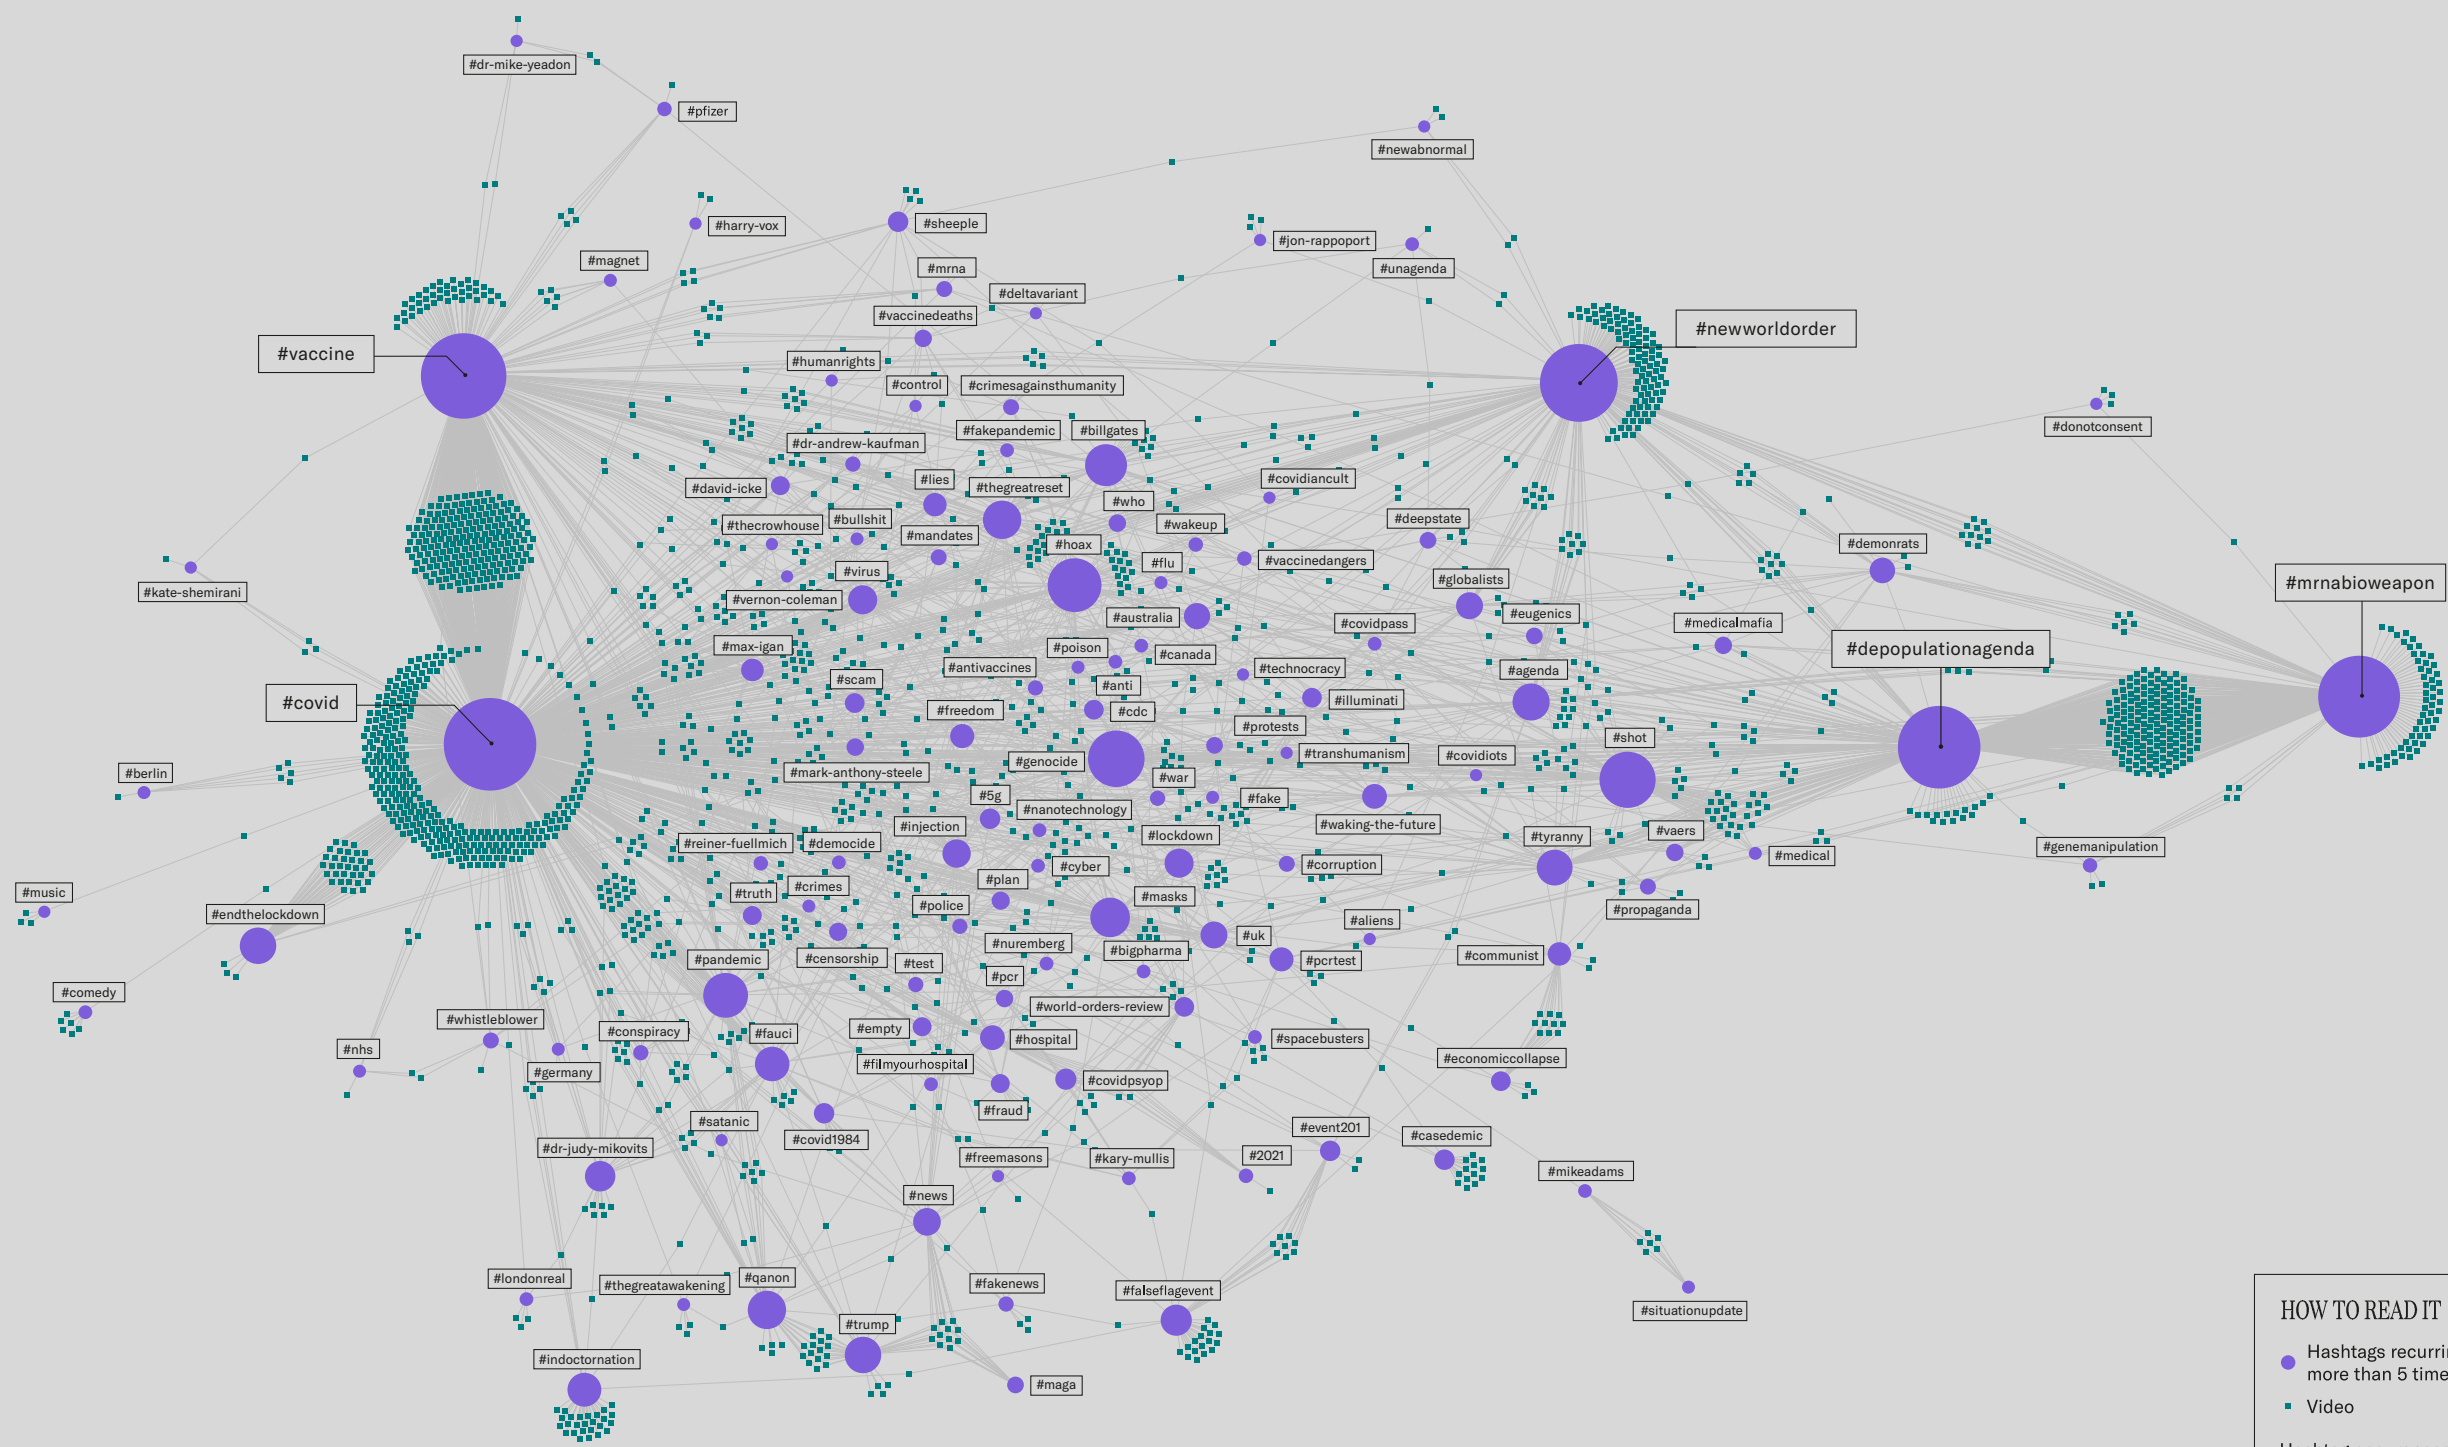 #dr-mike-yeadon
#pfizer
#newabnormal
#harry-vox
#sheeple
#jon-rappoport
#magnet
#mrna
#unagenda
#deltavariant
#vaccinedeaths
#newworldorder
#vaccine
#humanrights
#control
#crimesagainsthumanity
#donotconsent
#fakepandemic
#billgates
#dr-andrew-kaufman
#lies
#covidiancult
#david-icke
#thegreatreset
#who
#deepstate
#bullshit
#thecrowhouse
#wakeup
#mandates
#hoax
#demonrats
#vaccinedangers
#flu
#virus
#globalists
#mrnabioweapon
#kate-shemirani
#vernon-coleman
#eugenics
#australia
#covidpass
#medicalmafia
#max-igan
#poison
#depopulationagenda
#canada
#antivaccines
#technocracy
#agenda
#scam
#anti
#illuminati
#covid
#freedom
#cdc
#protests
#shot
#transhumanism
#covidiots
#genocide
#berlin
#mark-anthony-steele
#war
#5g
#fake
#nanotechnology
#waking-the-future
#injection
#lockdown
#vaers
#tyranny
#reiner-fuellmich
#democide
#genemanipulation
#medical
#cyber
#corruption
#plan
#crimes
#music
#truth
#masks
#police
#propaganda
#endthelockdown
#aliens
#uk
#nuremberg
#bigpharma
#communist
#pandemic
#censorship
#test
#pcrtest
#pcr
#comedy
#world-orders-review
#whistleblower
#conspiracy
#empty
#fauci
#hospital
#spacebusters
#nhs
#economiccollapse
#filmyourhospital
#germany
#covidpsyop
#fraud
#satanic
#event201
#casedemic
#covid1984
#dr-judy-mikovits
#freemasons
#kary-mullis
#2021
#mikeadams
#news
#londonreal
#thegreatawakening
#qanon
#fakenews
#falseflagevent
#situationupdate
#trump
#indoctornation
#maga
HOW TO READ IT
Hashtags recurri
more than 5 time
Video